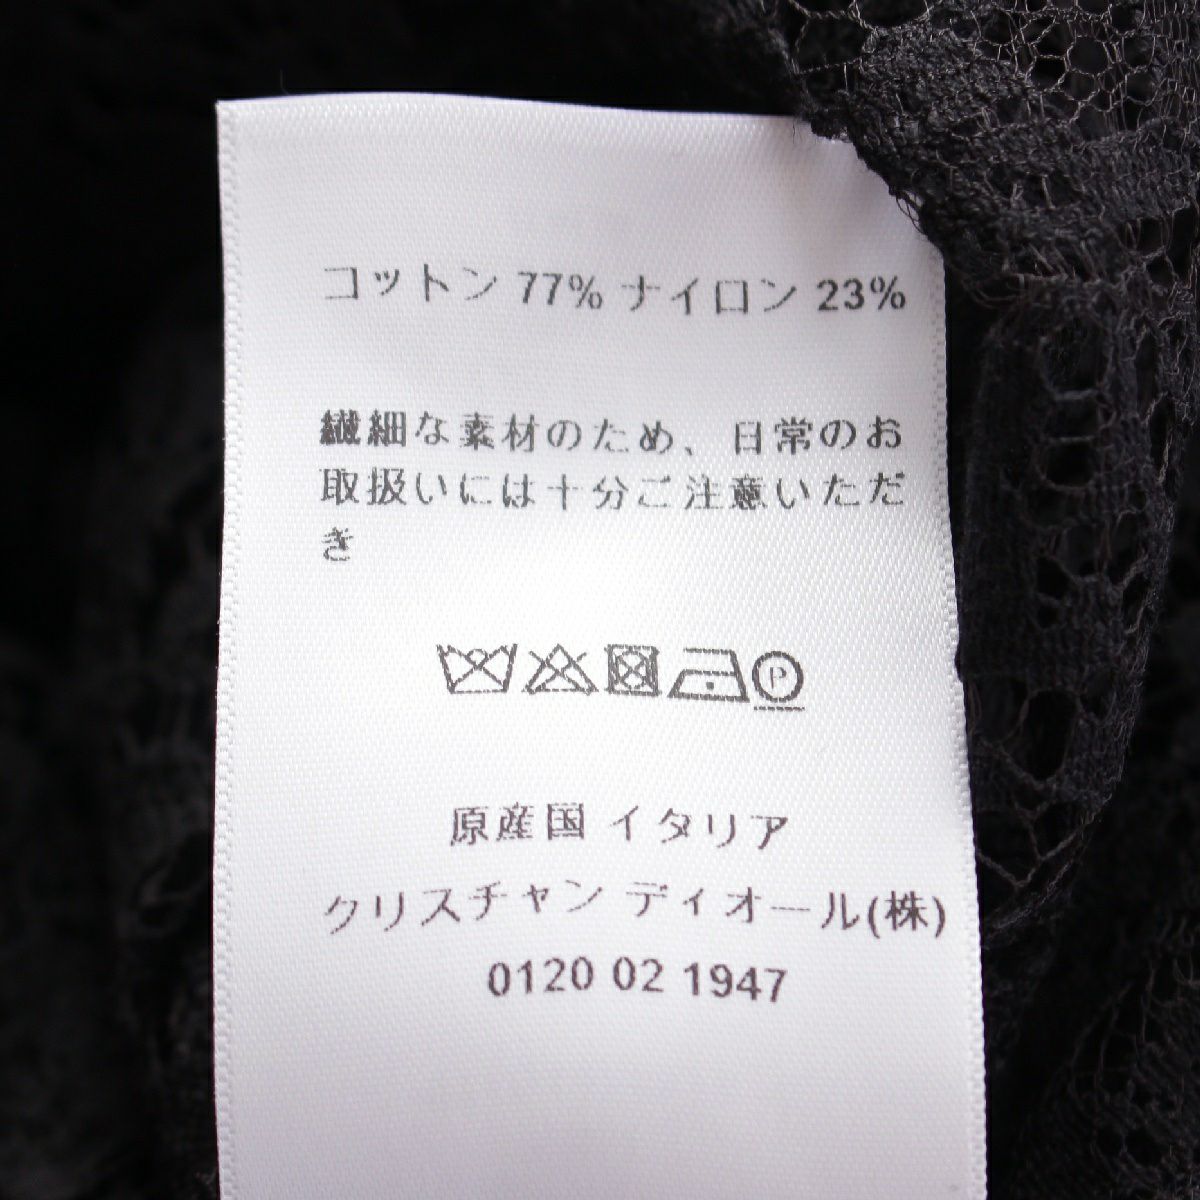 コットン 77% ナイロン 23%
繊細な素材のため、日常のお
取扱いには十分ご注意いただ
き
P
原産国 イタリア
クリスチャン ディオール(株)
0120 02 1947